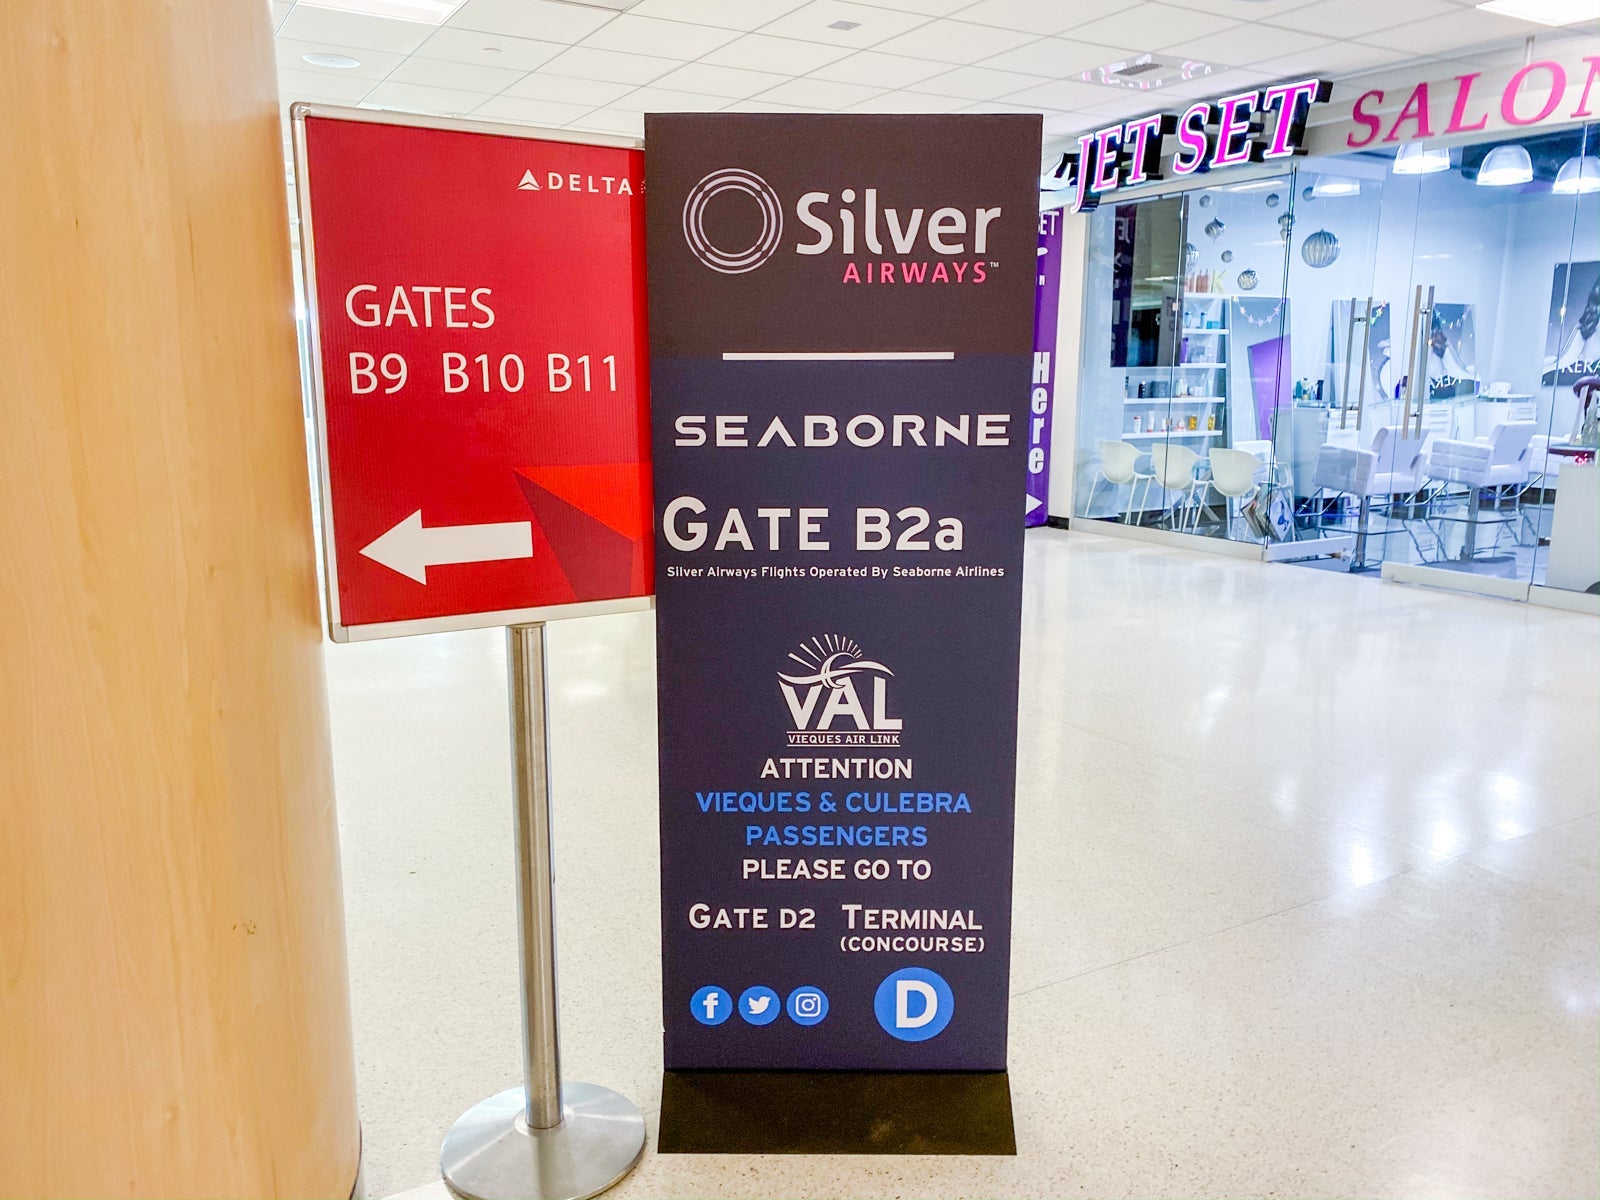 DELTA
GATES
B9 B10 B11
Silver
AIRWAYS™
SEABORNE
GATE B2a
Silver Airways Flights Operated By Seaborne Airlines
VAL
VIEQUES AIR LINK
ATTENTION
VIEQUES & CULEBRA
PASSENGERS
PLEASE GO TO
GATE D2 TERMINAL
(CONCOURSE)
D
JET SET SALON
Here